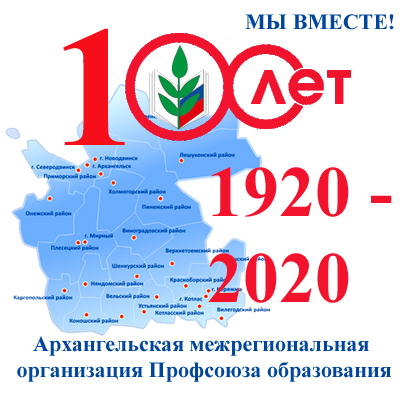 МЫ ВМЕСТЕ!
100 лет
1920 -
2020
г. Новодвинск
г. Северодвинск
г. Архангельск
Приморский район
Лешуконский район
Холмогорский район
Пинежский район
Онежский район
г. Мирный
Виноградовский район
Плесецкий район
Верхнетоемский район
Шенкурский район
Няндомский район
Красноборский район
Каргопольский район
Вельский район
г. Котлас
Устьянский район
Котласский район
Вилегодский район
Коношский район
Архангельская межрегиональная
организация Профсоюза образования